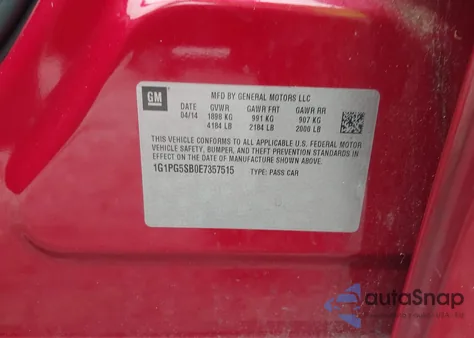 GM
MFD BY GENERAL MOTORS LLC
DATE GVWR GAWR FRT GAWR RR
04/14 1898 KG 991 KG 907 KG
4184 LB 2184 LB 2000 LB
THIS VEHICLE CONFORMS TO ALL APPLICABLE U.S. FEDERAL MOTOR
VEHICLE SAFETY, BUMPER, AND THEFT PREVENTION STANDARDS IN
EFFECT ON THE DATE OF MANUFACTURE SHOWN ABOVE.
1G1PG5SB0E7357515 TYPE: PASS CAR
autaSnap